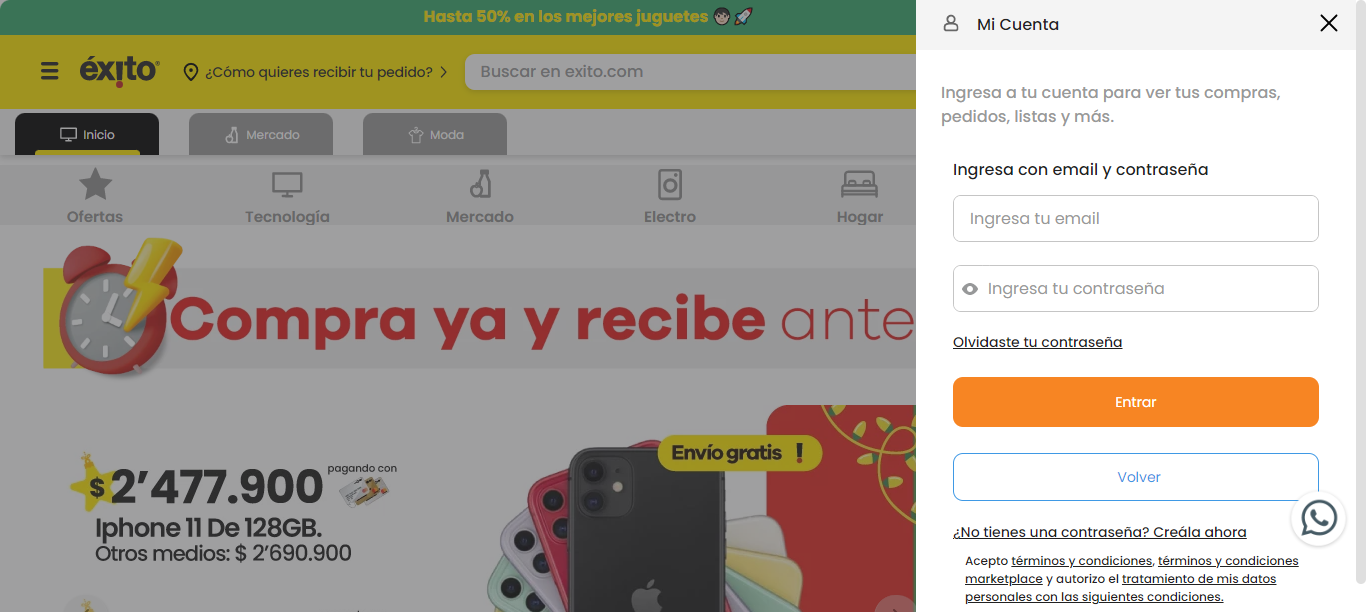 Hasta 50% en los mejores juguetes
Mi Cuenta
éxito
¿Cómo quieres recibir tu pedido?
Buscar en exito.com
Ingresa a tu cuenta para ver tus compras,
pedidos, listas y más.
Inicio
Mercado
Moda
Ofertas
Tecnología
Mercado
Electro
Hogar
Ingresa con email y contraseña
Ingresa tu email
Ingresa tu contraseña
Olvidaste tu contraseña
Entrar
Volver
¿No tienes una contraseña? Creála ahora
Acepto términos y condiciones, términos y condiciones
marketplace y autorizo el tratamiento de mis datos
personales con las siguientes condiciones.
Compra ya y recibe ante
Envío gratis !
$2’477.900
pagando con
Iphone 11 De 128GB.
Otros medios: $ 2’690.900